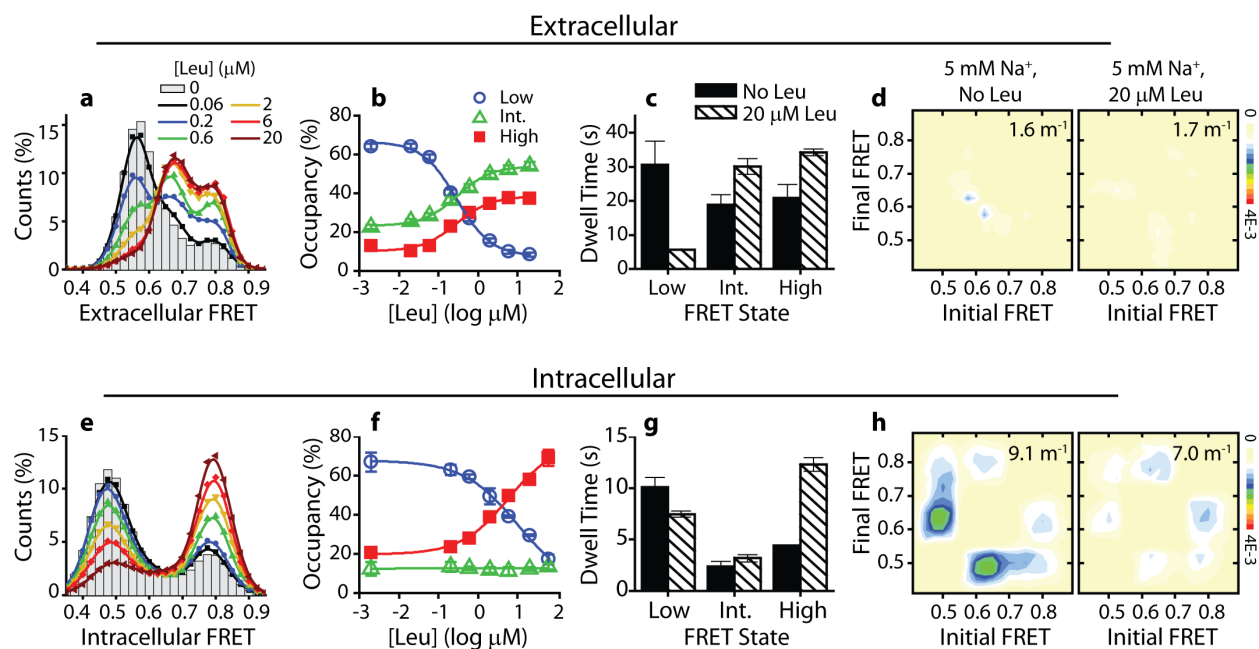 Extracellular
[Leu] (µM)
a
0
0.06
2
0.2
6
0.6
20
Counts (%)
15
10
5
0
0.4 0.5 0.6 0.7 0.8 0.9
Extracellular FRET
b
Low
Int.
High
Occupancy (%)
80
60
40
20
0
-3 -2 -1 0 1 2
[Leu] (log µM)
c
No Leu
20 µM Leu
Dwell Time (s)
45
40
30
20
10
0
Low Int. High
FRET State
d
5 mM Na⁺,
No Leu
5 mM Na⁺,
20 µM Leu
1.6 m⁻¹
1.7 m⁻¹
Final FRET
0.8
0.7
0.6
0.5
0.5 0.6 0.7 0.8
Initial FRET
0.5 0.6 0.7 0.8
Initial FRET
0
4E-3
Intracellular
e
Counts (%)
15
10
5
0
0.4 0.5 0.6 0.7 0.8 0.9
Intracellular FRET
f
Occupancy (%)
80
60
40
20
0
-3 -2 -1 0 1 2
[Leu] (log µM)
g
Dwell Time (s)
15
10
5
0
Low Int. High
FRET State
h
9.1 m⁻¹
7.0 m⁻¹
Final FRET
0.8
0.7
0.6
0.5
0.5 0.6 0.7 0.8
Initial FRET
0.5 0.6 0.7 0.8
Initial FRET
0
4E-3